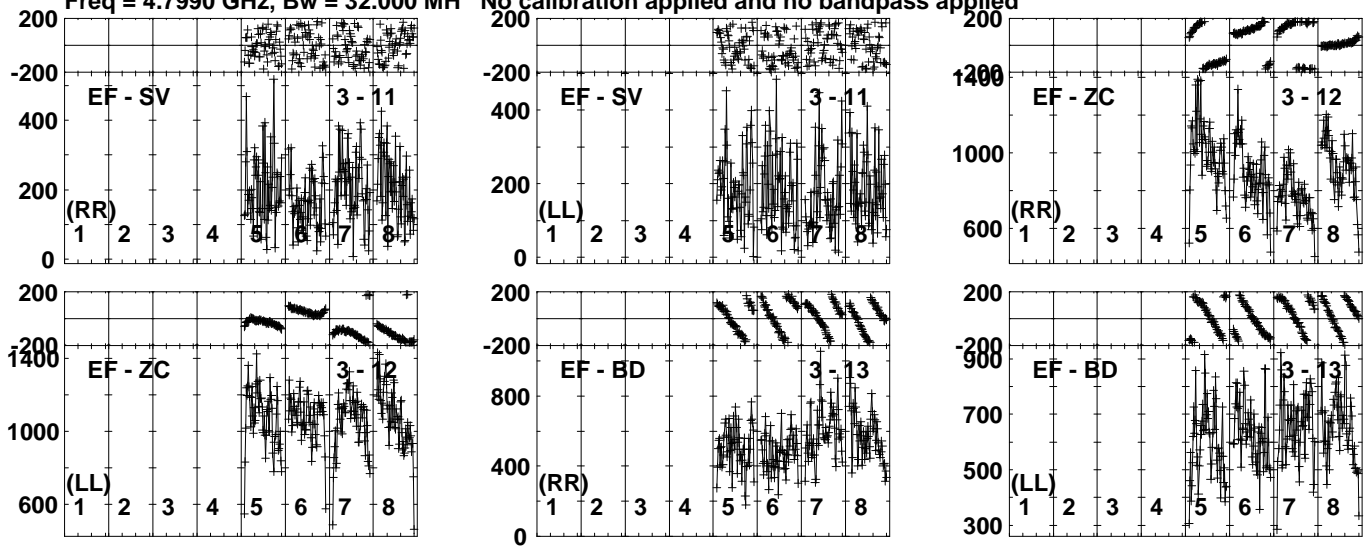 Freq = 4.7990 GHz, Bw = 32.000 MH No calibration applied and no bandpass applied
200
-200
EF - SV 3 - 11
400
200
0
(RR)
1 2 3 4 5 6 7 8
200
-200
EF - SV 3 - 11
400
200
0
(LL)
1 2 3 4 5 6 7 8
200
-200
1400
EF - ZC 3 - 12
1000
600
(RR)
1 2 3 4 5 6 7 8
200
-200
1400
EF - ZC 3 - 12
1000
600
(LL)
1 2 3 4 5 6 7 8
200
-200
EF - BD 3 - 13
800
400
0
(RR)
1 2 3 4 5 6 7 8
200
-200
900
EF - BD 3 - 13
700
500
300
(LL)
1 2 3 4 5 6 7 8